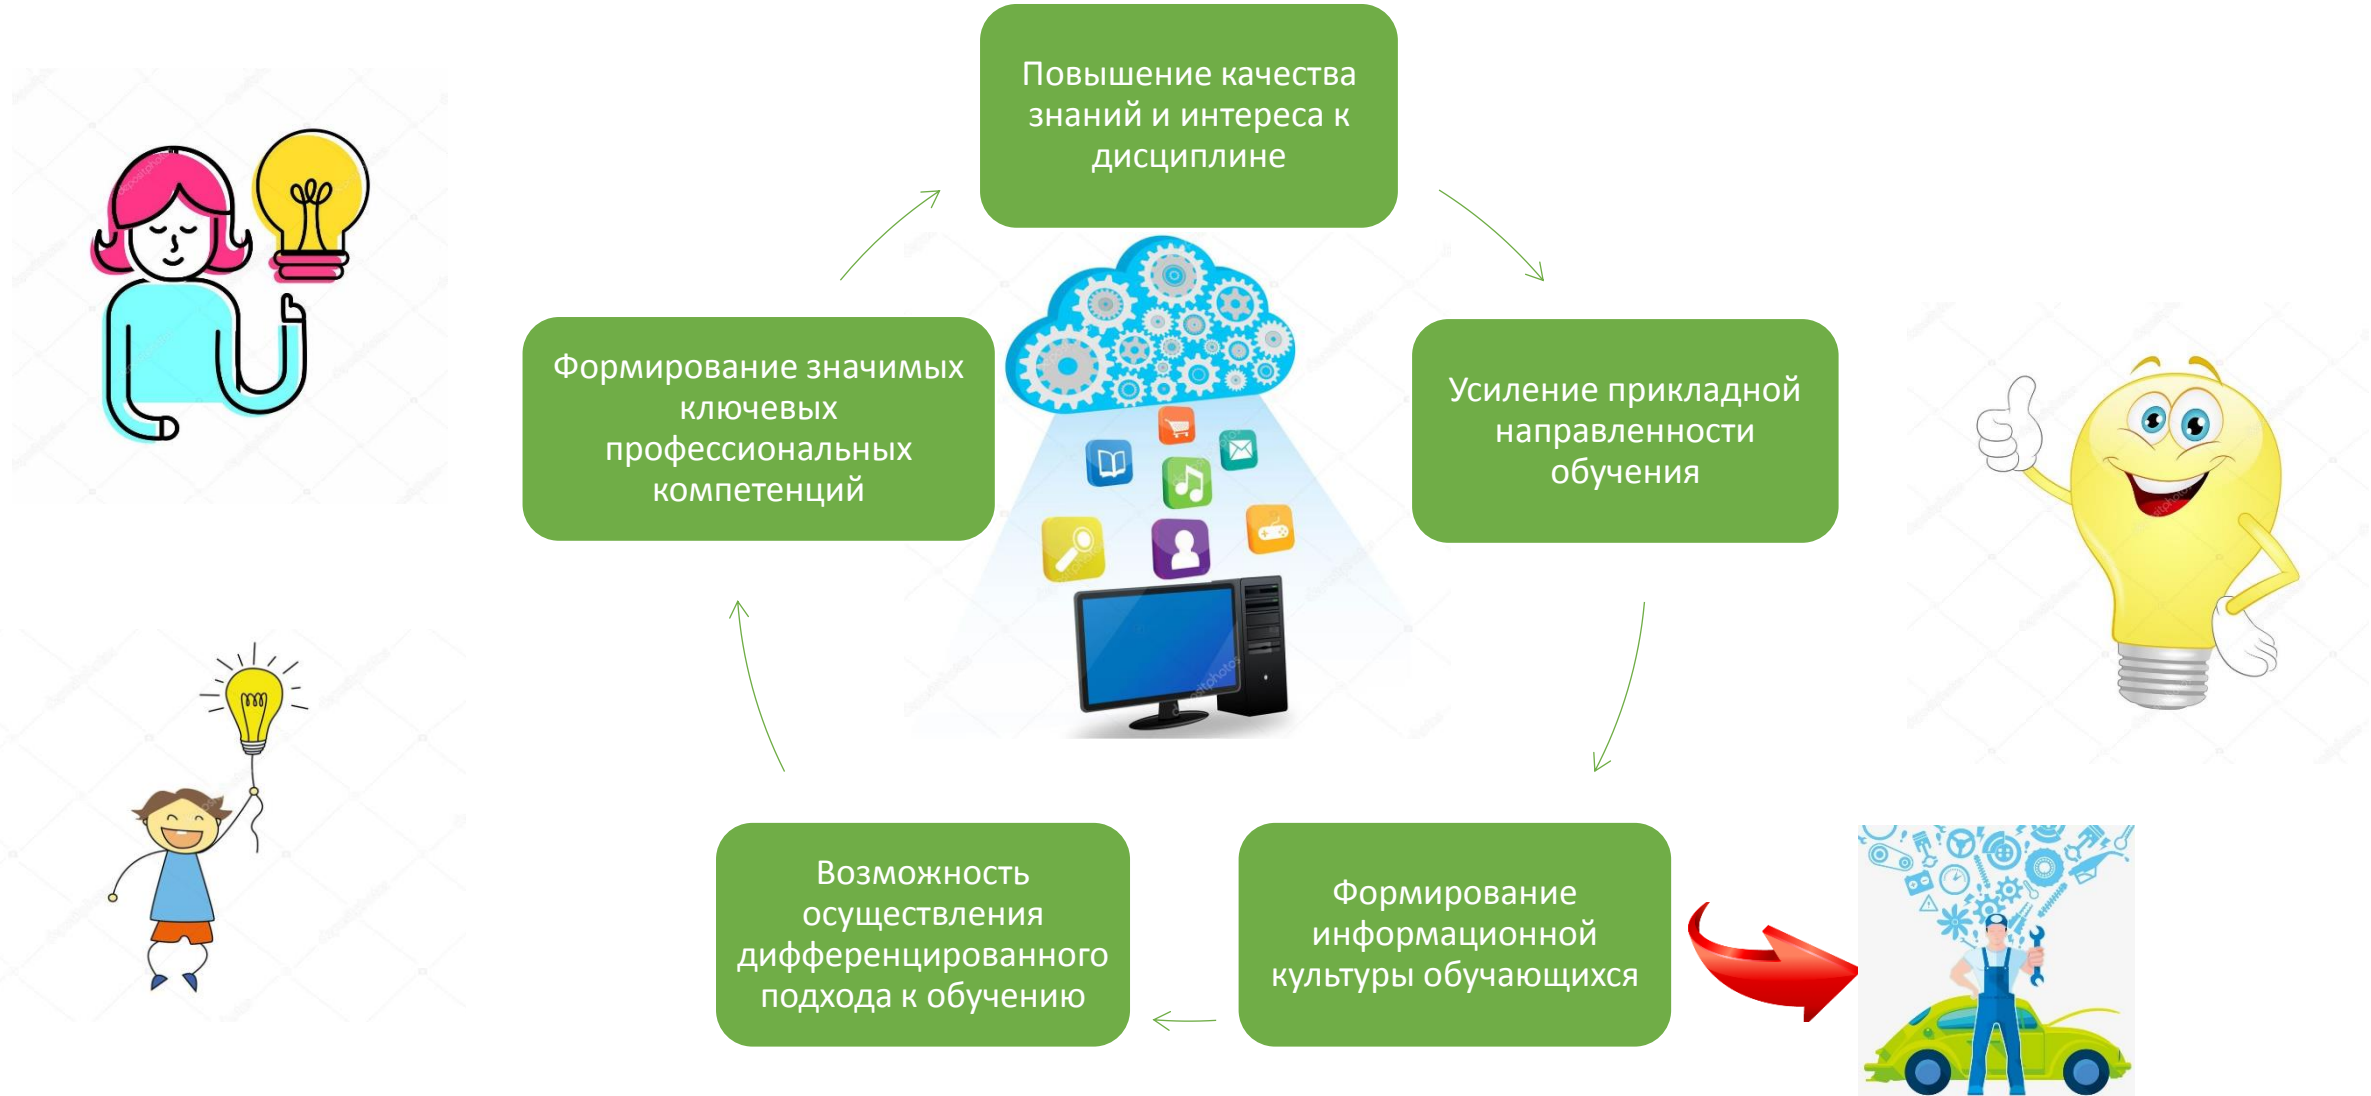 Повышение качества
знаний и интереса к
дисциплине
Усиление прикладной
направленности
обучения
Формирование
информационной
культуры обучающихся
Возможность
осуществления
дифференцированного
подхода к обучению
Формирование значимых
ключевых
профессиональных
компетенций